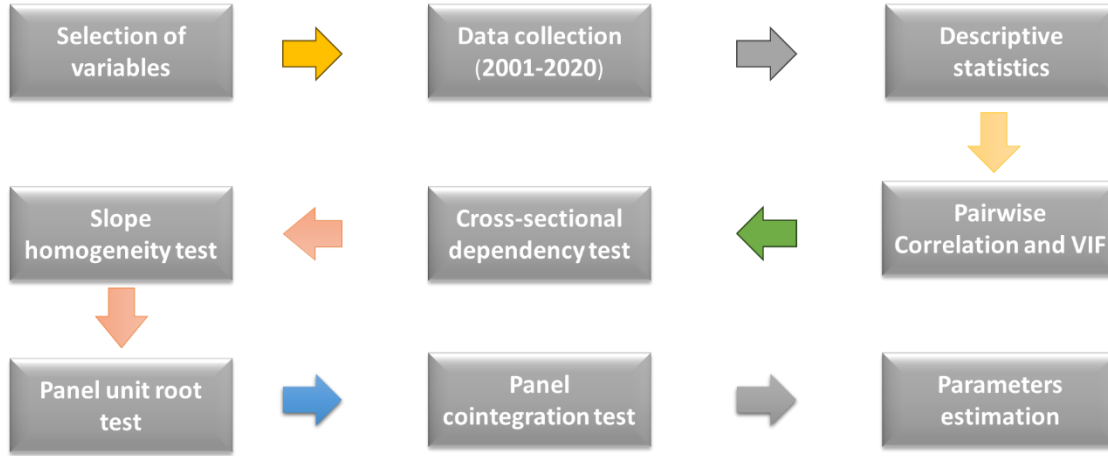 Selection of
variables
Data collection
(2001-2020)
Descriptive
statistics
Slope
homogeneity test
Cross-sectional
dependency test
Pairwise
Correlation and VIF
Panel unit root
test
Panel
cointegration test
Parameters
estimation